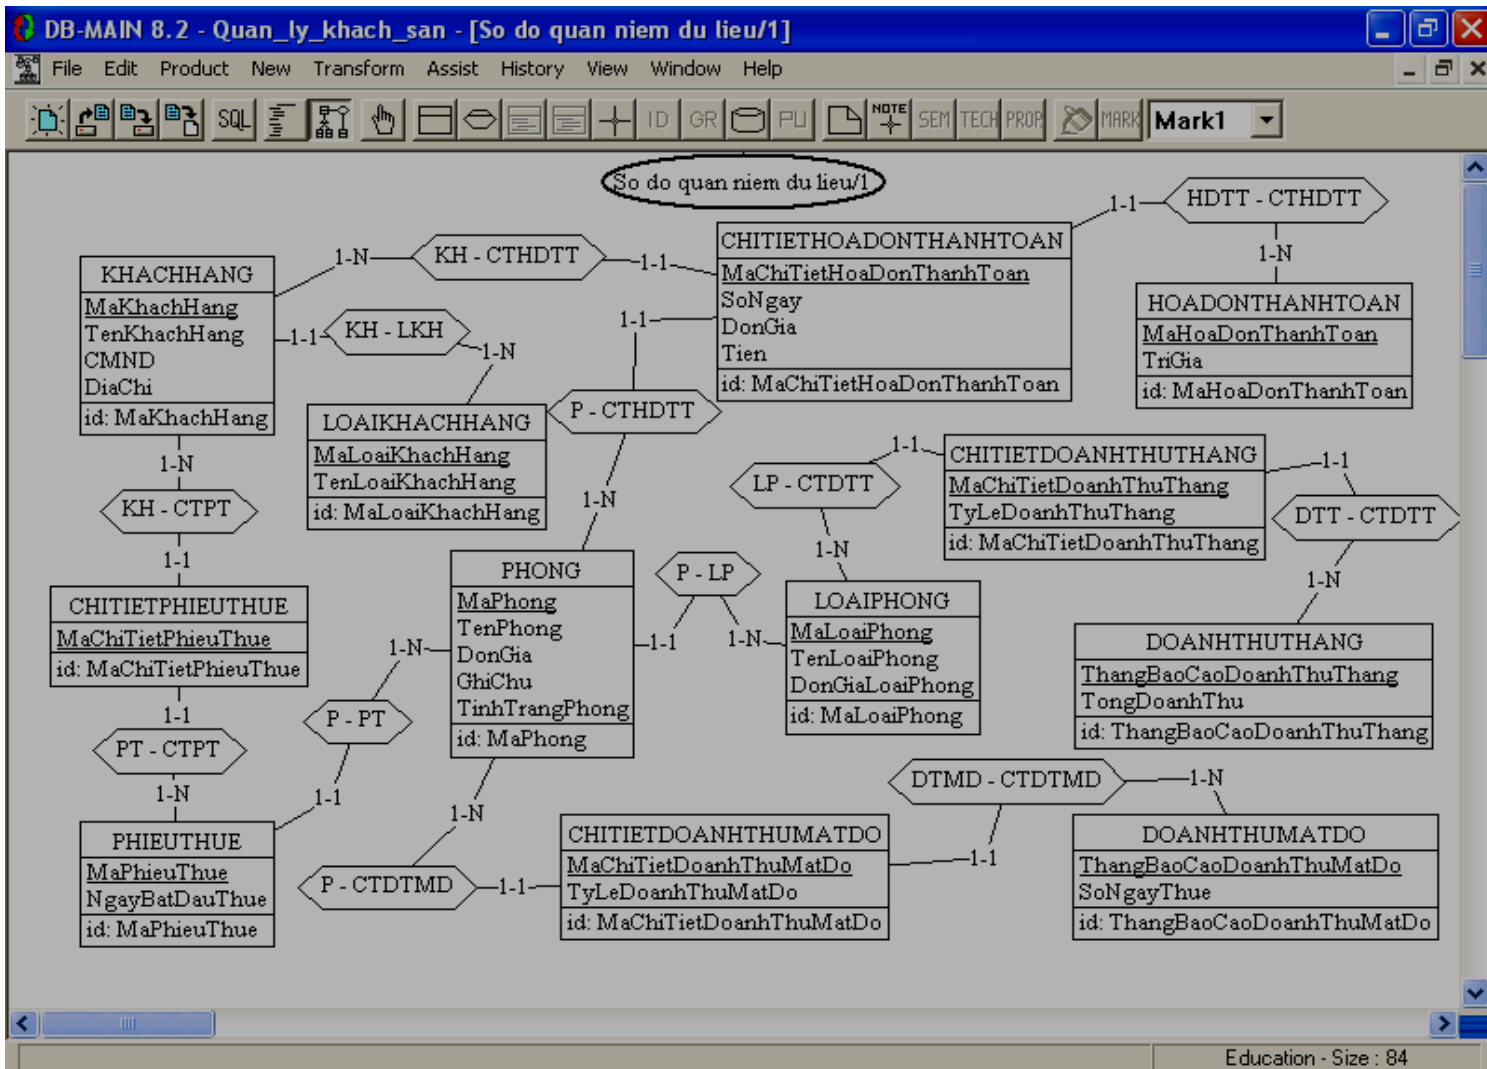 DB-MAIN 8.2 - Quan_ly_khach_san - [So do quan niem du lieu/1]
File Edit Product New Transform Assist History View Window Help
SQL ID GR PU NOTE SEM TECH PROP. MARK Mark1
So do quan niem du lieu/1
KHACHHANG
MaKhachHang
TenKhachHang
CMND
DiaChi
id: MaKhachHang
1-N
KH - CTHDTT
1-1
CHITIETHOADONTHANHTOAN
MaChiTietHoaDonThanhToan
SoNgay
DonGia
Tien
id: MaChiTietHoaDonThanhToan
1-1
HDTT - CTHDTT
1-N
HOADONTHANHTOAN
MaHoaDonThanhToan
TriGia
id: MaHoaDonThanhToan
1-1
KH - LKH
1-N
LOAIKHACHHANG
MaLoaiKhachHang
TenLoaiKhachHang
id: MaLoaiKhachHang
1-1
P - CTHDTT
1-N
1-N
KH - CTPT
1-1
CHITIETPHIEUTHUE
MaChiTietPhieuThue
id: MaChiTietPhieuThue
1-1
PT - CTPT
1-N
PHIEUTHUE
MaPhieuThue
NgayBatDauThue
id: MaPhieuThue
1-N
P - PT
1-1
PHONG
MaPhong
TenPhong
DonGia
GhiChu
TinhTrangPhong
id: MaPhong
1-1
P - LP
1-N
LOAIPHONG
MaLoaiPhong
TenLoaiPhong
DonGiaLoaiPhong
id: MaLoaiPhong
1-N
LP - CTDTT
1-1
CHITIETDOANHTHUTHANG
MaChiTietDoanhThuThang
TyLeDoanhThuThang
id: MaChiTietDoanhThuThang
1-1
DTT - CTDTT
1-N
DOANHTHUTHANG
ThangBaoCaoDoanhThuThang
TongDoanhThu
id: ThangBaoCaoDoanhThuThang
1-N
P - CTDTMD
1-1
CHITIETDOANHTHUMATDO
MaChiTietDoanhThuMatDo
TyLeDoanhThuMatDo
id: MaChiTietDoanhThuMatDo
1-1
DTMD - CTDTMD
1-N
DOANHTHUMATDO
ThangBaoCaoDoanhThuMatDo
SoNgayThue
id: ThangBaoCaoDoanhThuMatDo
Education - Size : 84